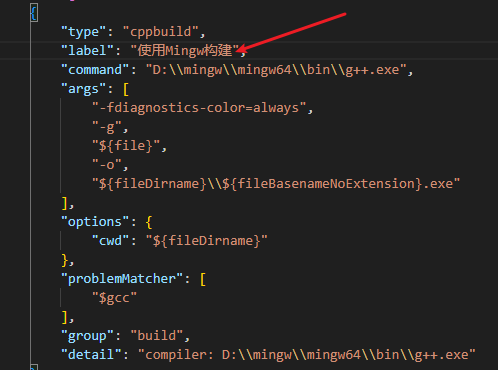 {
"type": "cppbuild",
"label": "使用Mingw构建",
"command": "D:\\mingw\\mingw64\\bin\\g++.exe",
"args": [
"-fdiagnostics-color=always",
"-g",
"${file}",
"-o",
"${fileDirname}\\${fileBasenameNoExtension}.exe"
],
"options": {
"cwd": "${fileDirname}"
},
"problemMatcher": [
"$gcc"
],
"group": "build",
"detail": "compiler: D:\\mingw\\mingw64\\bin\\g++.exe"